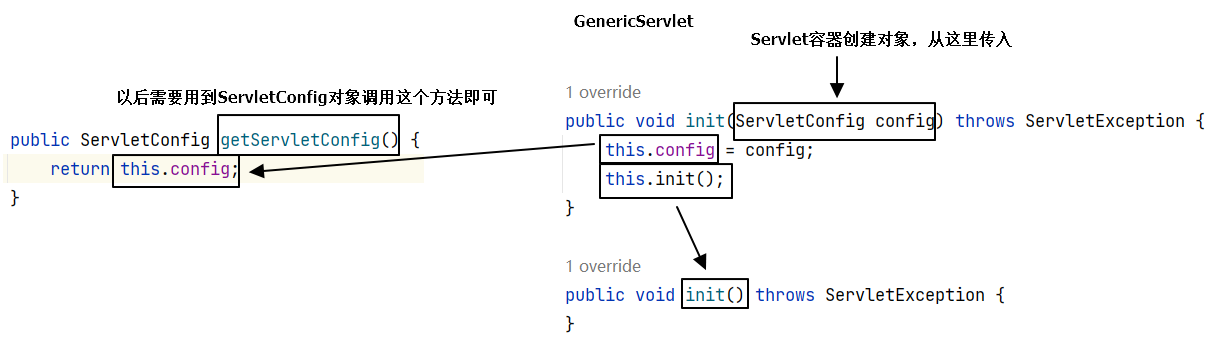 GenericServlet
Servlet容器创建对象，从这里传入
以后需要用到ServletConfig对象调用这个方法即可
public ServletConfig getServletConfig() {
return this.config;
}
1 override
public void init(ServletConfig config) throws ServletException {
this.config = config;
this.init();
}
1 override
public void init() throws ServletException {
}